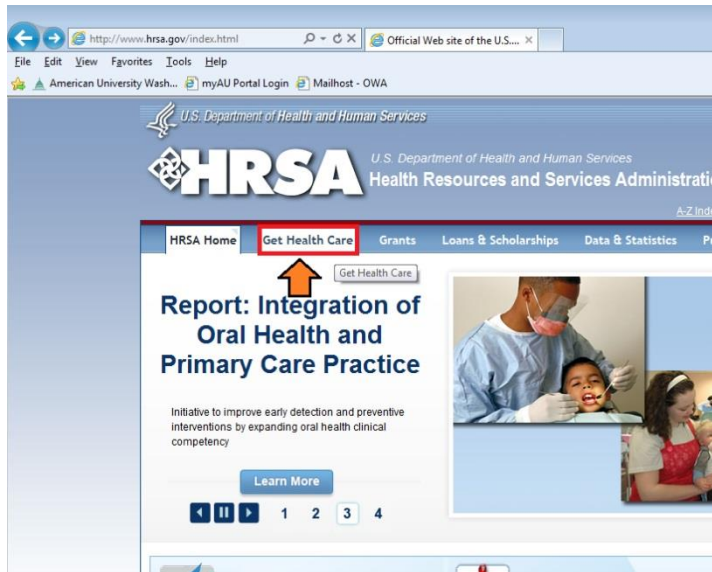 http://www.hrsa.gov/index.html
Official Web site of the U.S....
File Edit View Favorites Tools Help
American University Wash... myAU Portal Login Mailhost - OWA
U.S. Department of Health and Human Services
HRSA
U.S. Department of Health and Human Services
Health Resources and Services Administratio
A-Z Inde
HRSA Home Get Health Care Grants Loans & Scholarships Data & Statistics P
Get Health Care
Report: Integration of
Oral Health and
Primary Care Practice
Initiative to improve early detection and preventive
interventions by expanding oral health clinical
competency
Learn More
1 2 3 4